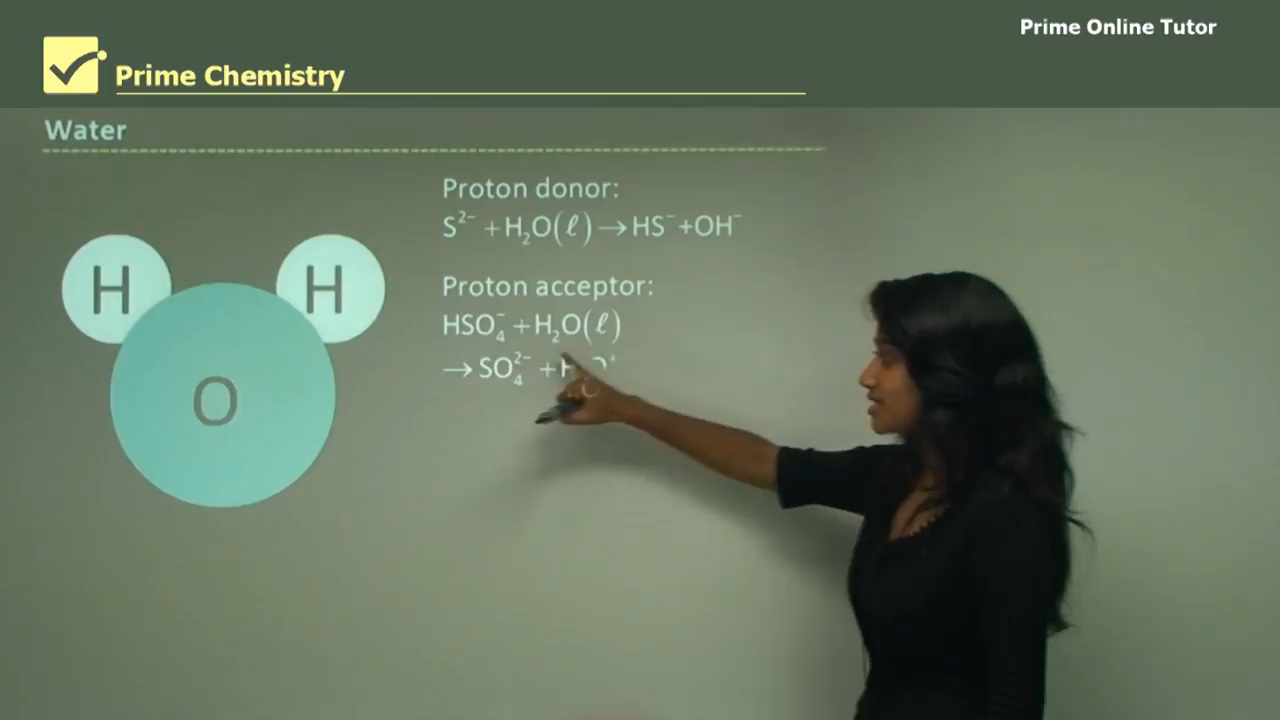 Prime Online Tutor
Prime Chemistry
Water
Proton donor:
S²⁻ + H₂O(ℓ) → HS⁻ + OH⁻
H H
O
Proton acceptor:
HSO₄⁻ + H₂O(ℓ)
→ SO₄²⁻ +